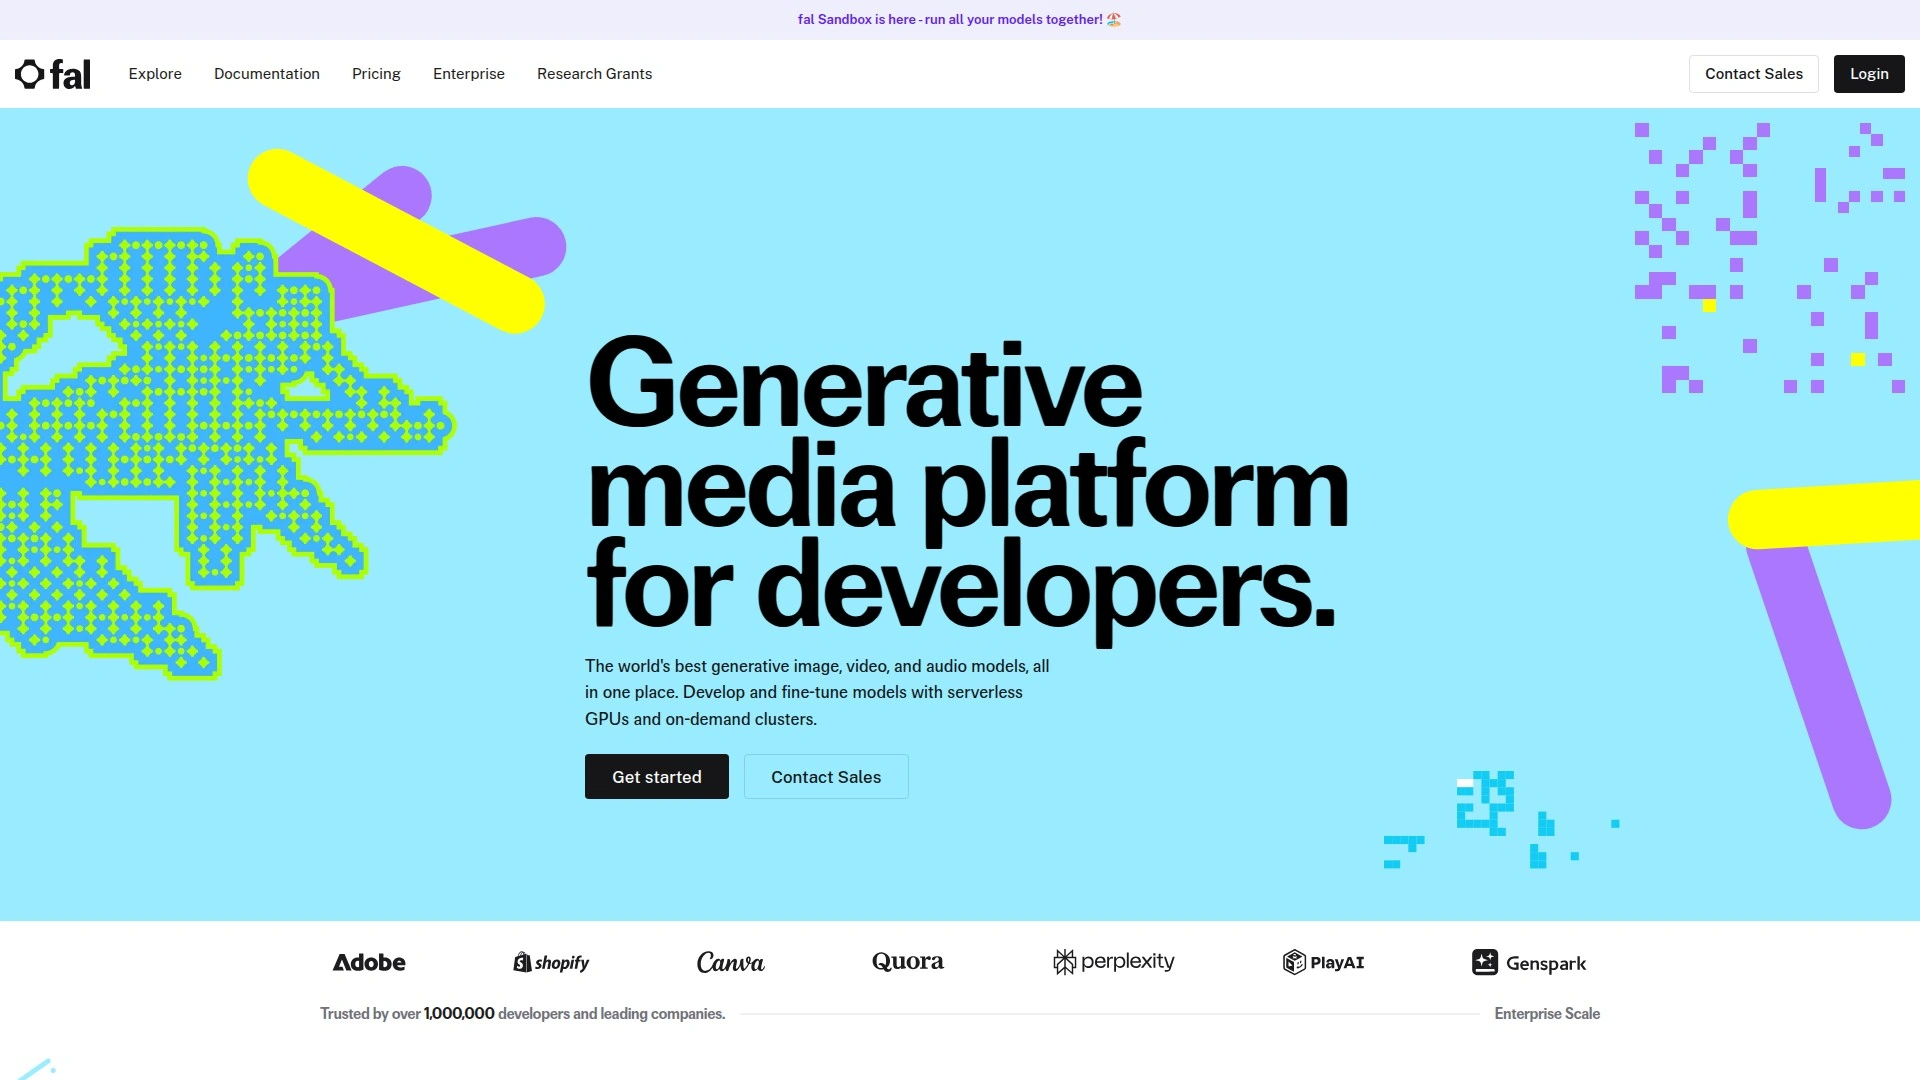 fal Sandbox is here - run all your models together! 🏖️
fal
Explore
Documentation
Pricing
Enterprise
Research Grants
Contact Sales
Login
Generative
media platform
for developers.
The world's best generative image, video, and audio models, all
in one place. Develop and fine-tune models with serverless
GPUs and on-demand clusters.
Get started
Contact Sales
Adobe
shopify
Canva
Quora
perplexity
PlayAI
Genspark
Trusted by over 1,000,000 developers and leading companies.
Enterprise Scale